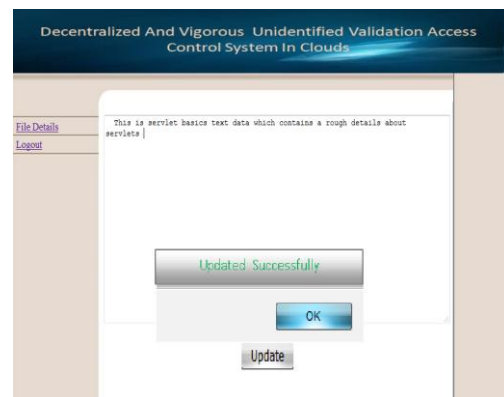 Decentralized And Vigorous Unidentified Validation Access
Control System In Clouds
File Details
Logout
This is servlet basics text data which contains a rough details about
servlets
Updated Successfully
OK
Update